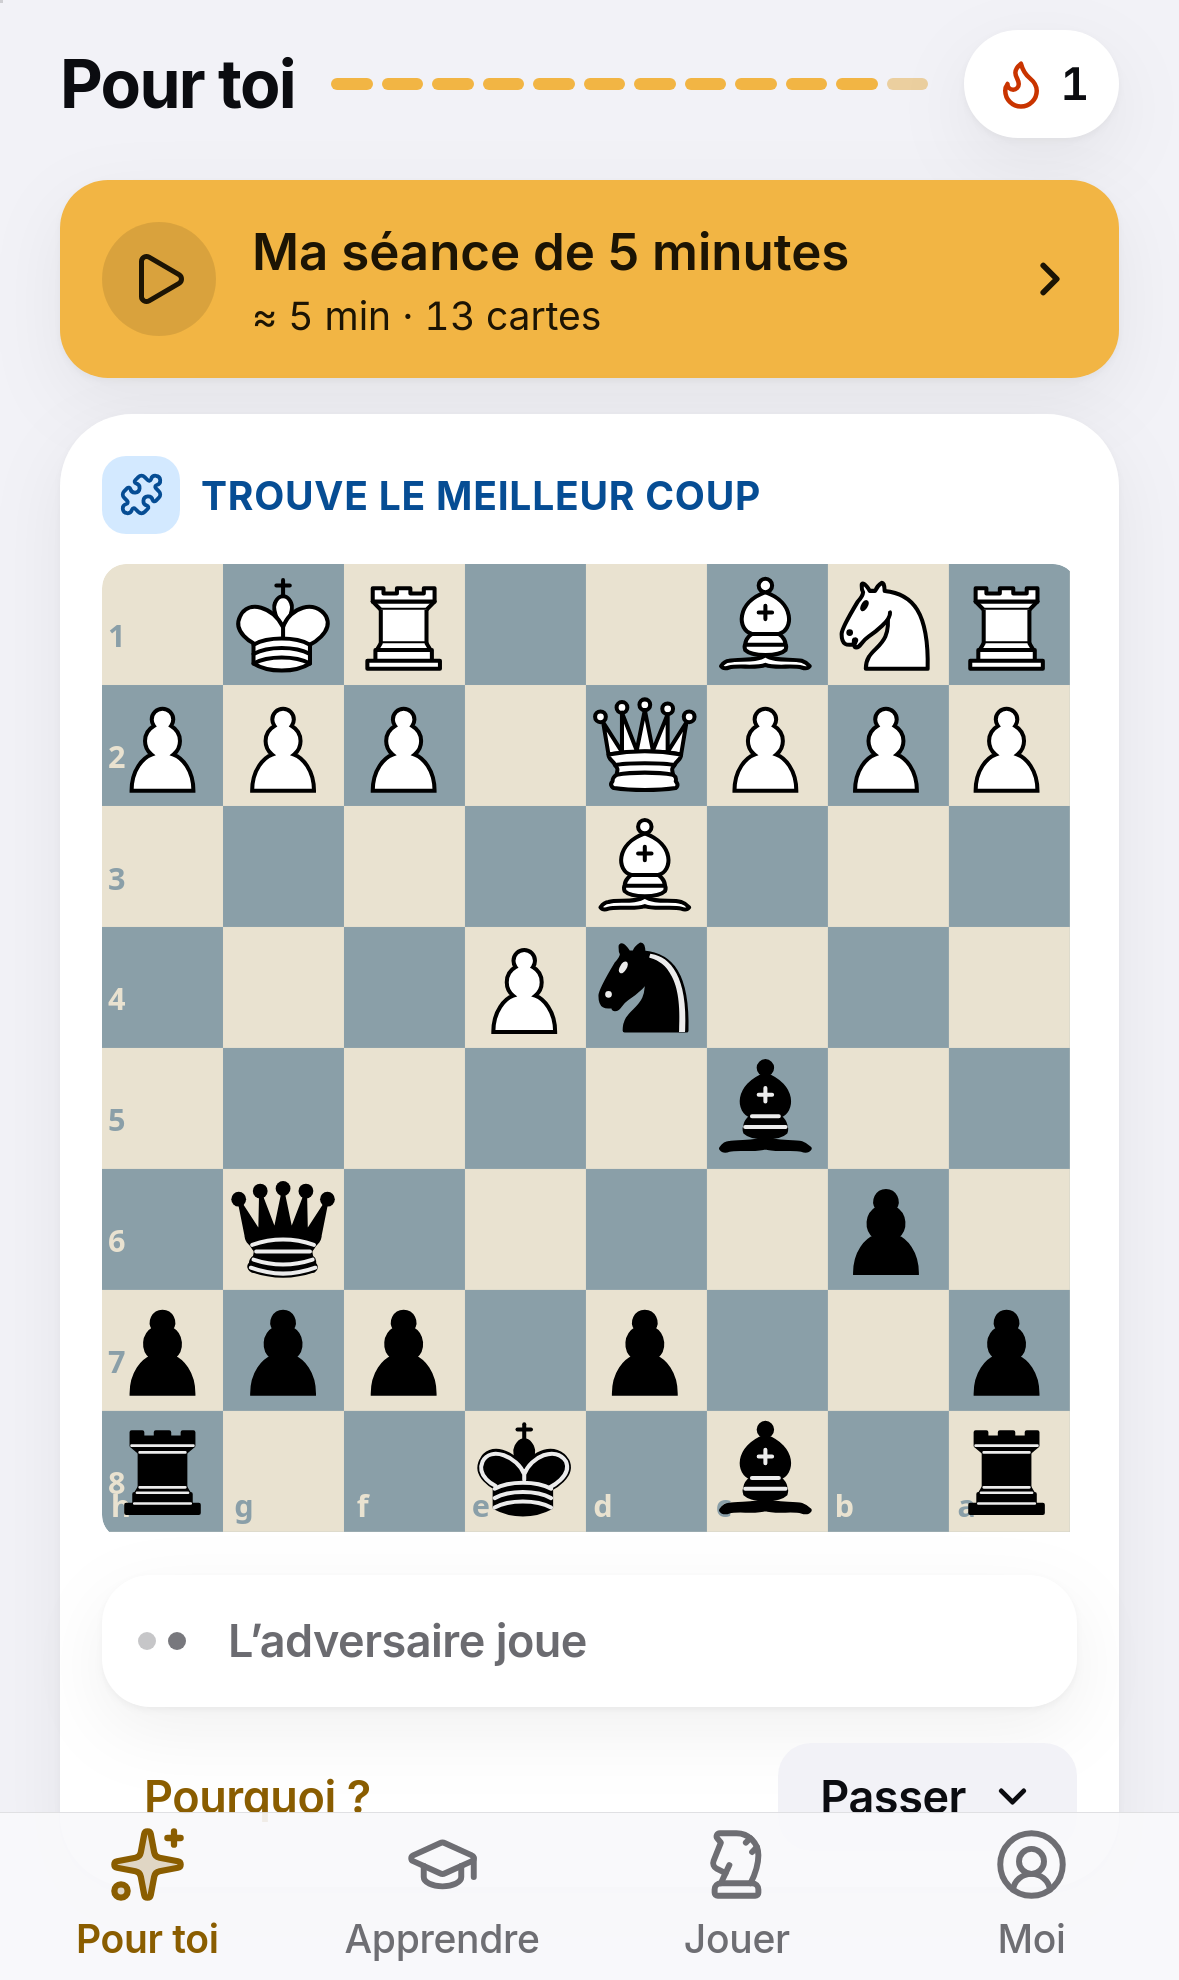 Pour toi
1
Ma séance de 5 minutes
≈ 5 min · 13 cartes
TROUVE LE MEILLEUR COUP
1
2
3
4
5
6
7
8
h g f e d c b a
L’adversaire joue
Pourquoi ?
Passer
Pour toi
Apprendre
Jouer
Moi